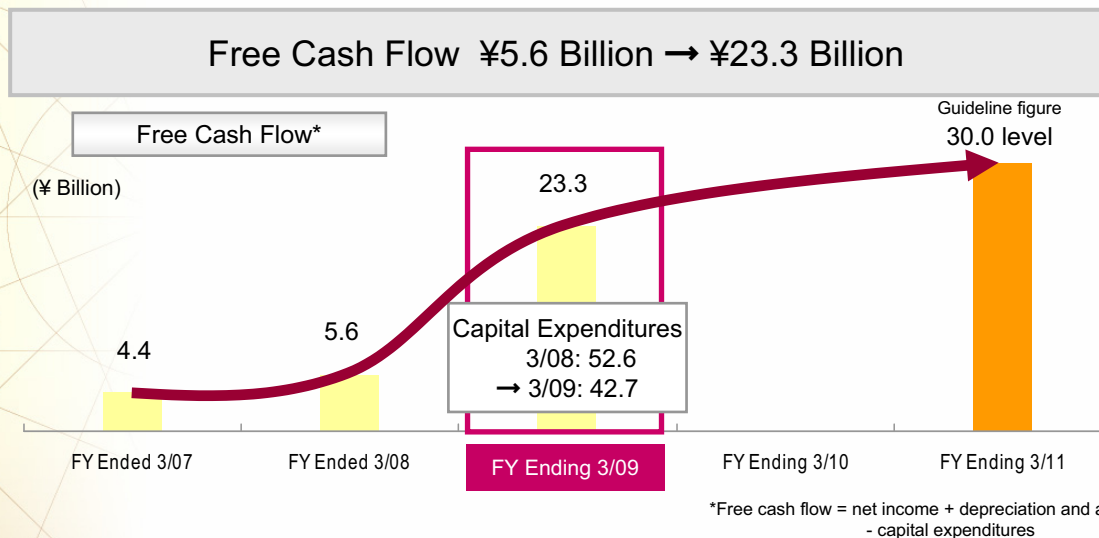 Free Cash Flow ¥5.6 Billion → ¥23.3 Billion
Free Cash Flow*
(¥ Billion)
Guideline figure
30.0 level
23.3
5.6
4.4
Capital Expenditures
3/08: 52.6
→ 3/09: 42.7
FY Ended 3/07
FY Ended 3/08
FY Ending 3/09
FY Ending 3/10
FY Ending 3/11
*Free cash flow = net income + depreciation and
- capital expenditures